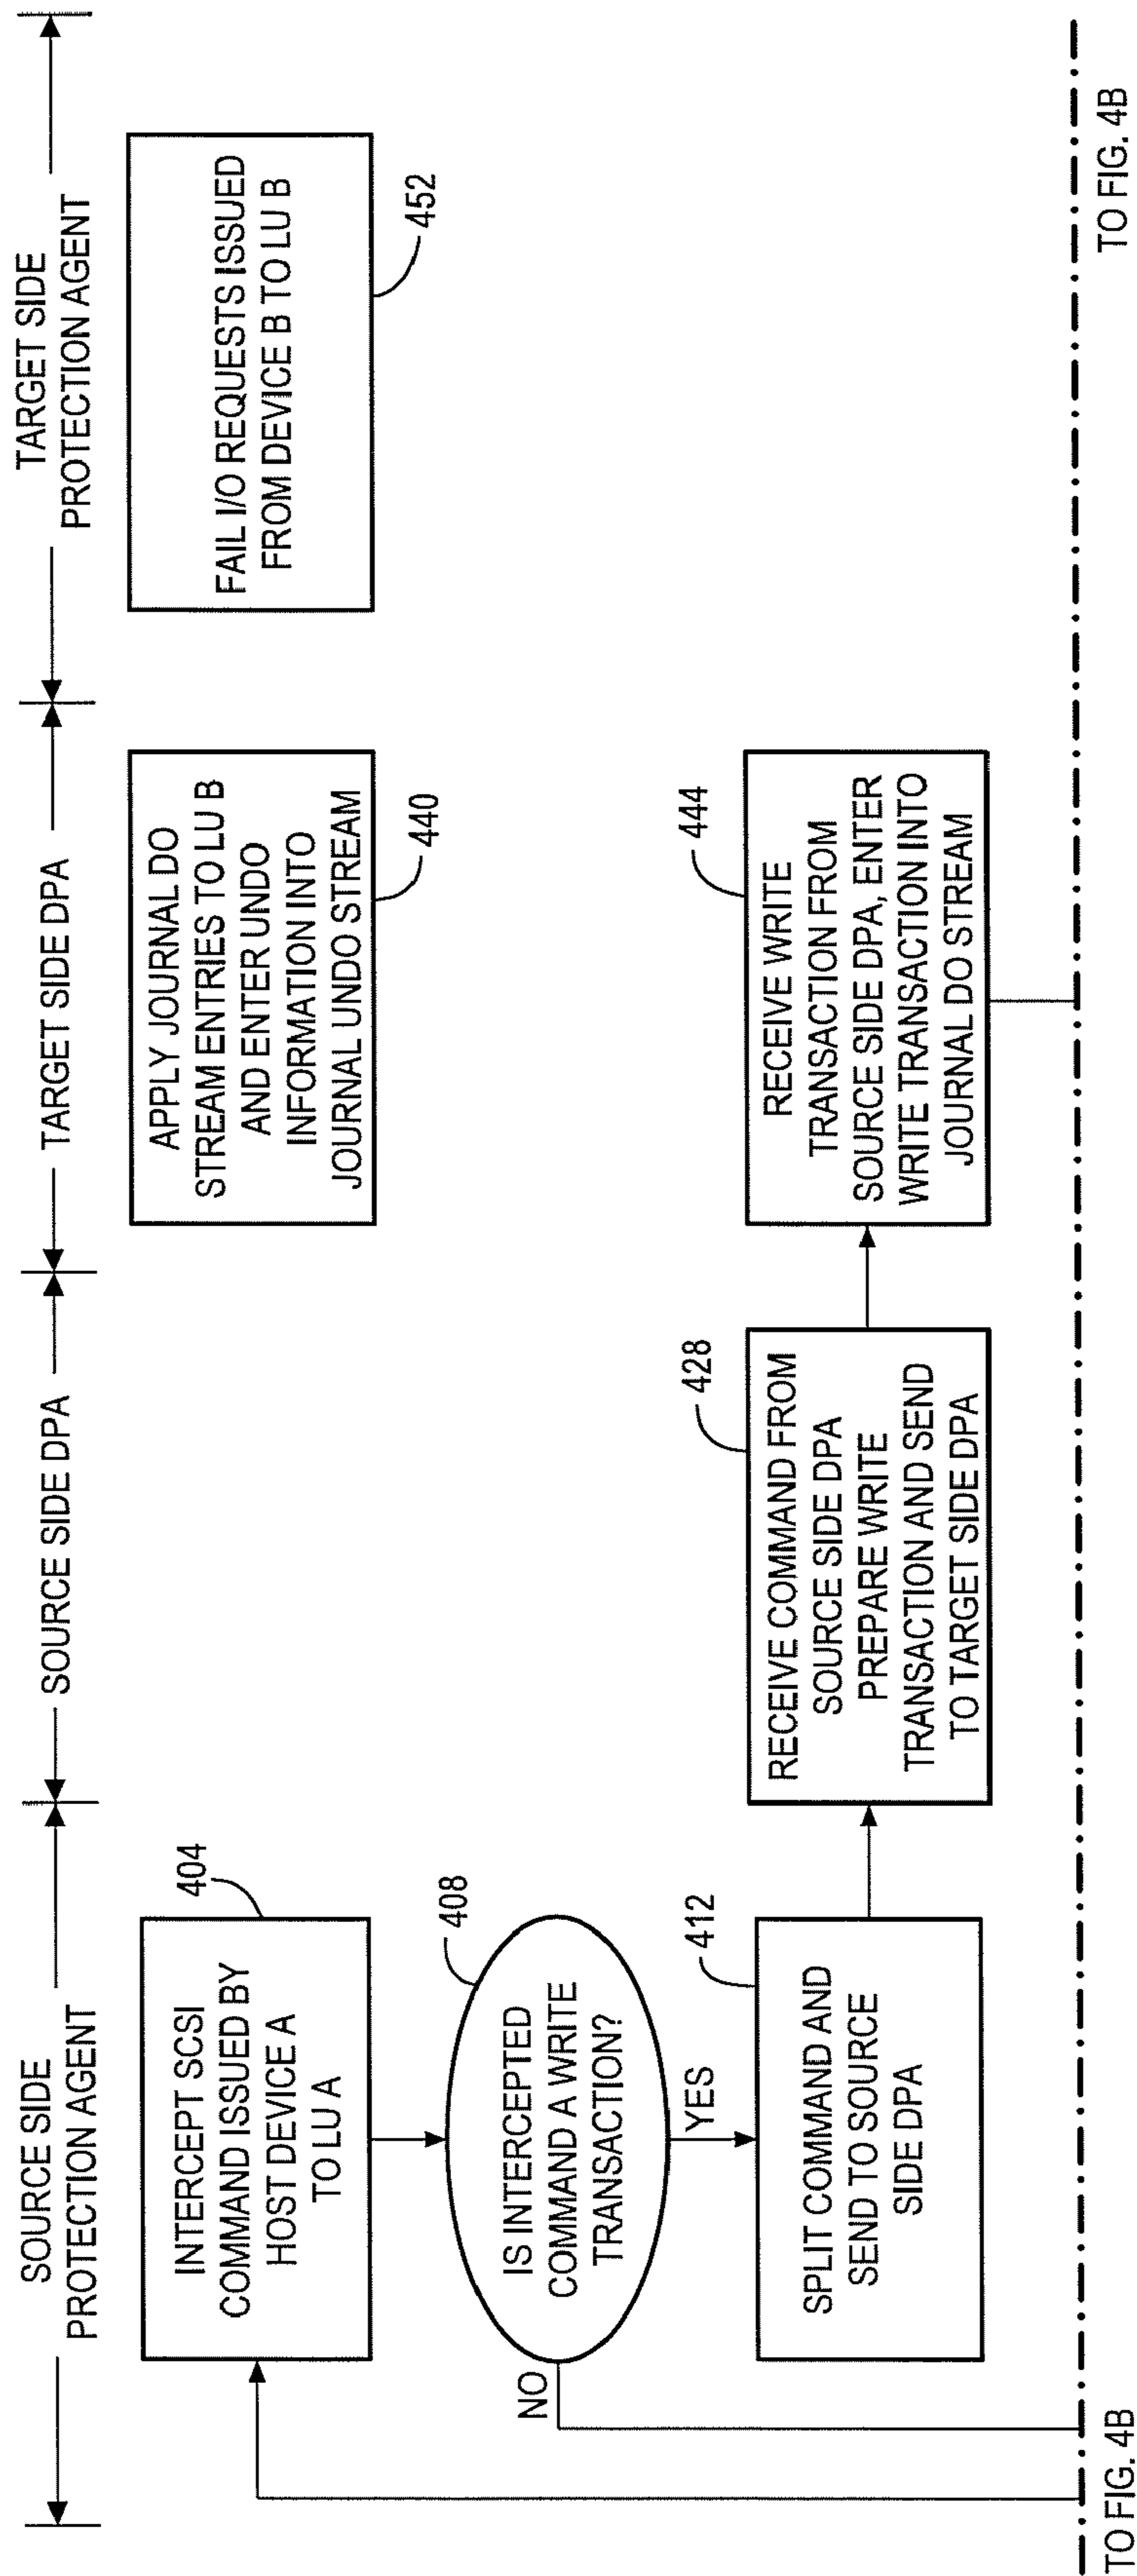 SOURCE SIDE
PROTECTION AGENT
SOURCE SIDE DPA
TARGET SIDE DPA
TARGET SIDE
PROTECTION AGENT
404
INTERCEPT SCSI
COMMAND ISSUED BY
HOST DEVICE A
TO LU A
APPLY JOURNAL DO
STREAM ENTRIES TO LU B
AND ENTER UNDO
INFORMATION INTO
JOURNAL UNDO STREAM
440
FAIL I/O REQUESTS ISSUED
FROM DEVICE B TO LU B
452
408
IS INTERCEPTED
COMMAND A WRITE
TRANSACTION?
NO
YES
412
SPLIT COMMAND AND
SEND TO SOURCE
SIDE DPA
428
RECEIVE COMMAND FROM
SOURCE SIDE DPA
PREPARE WRITE
TRANSACTION AND SEND
TO TARGET SIDE DPA
444
RECEIVE WRITE
TRANSACTION FROM
SOURCE SIDE DPA, ENTER
WRITE TRANSACTION INTO
JOURNAL DO STREAM
TO FIG. 4B
TO FIG. 4B